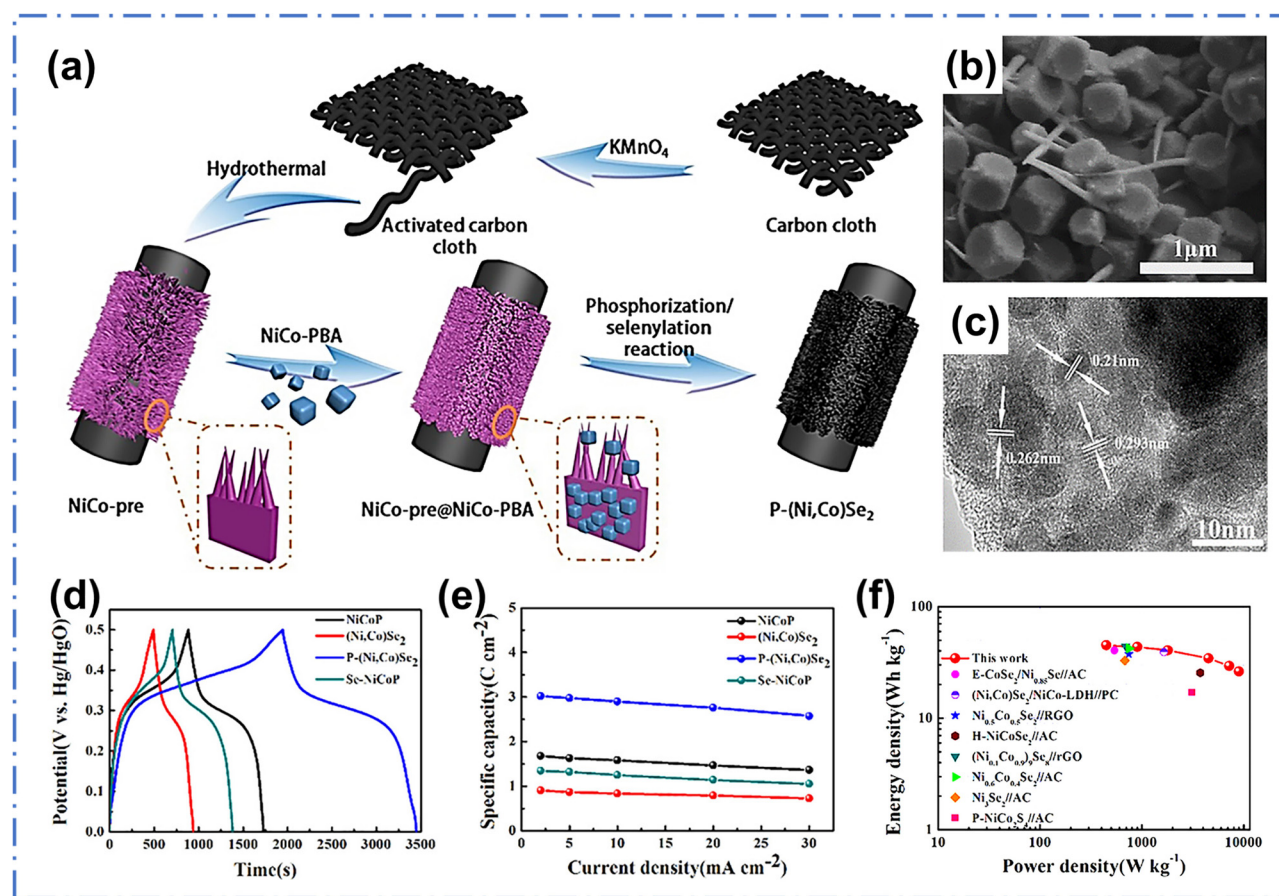 (a)
KMnO4
Hydrothermal
Activated carbon
cloth
Carbon cloth
NiCo-PBA
Phosphorization/
selenylation
reaction
NiCo-pre
NiCo-pre@NiCo-PBA
P-(Ni,Co)Se2
(b)
1μm
(c)
0.21nm
0.262nm
0.293nm
10nm
(d)
NiCoP
(Ni,Co)Se2
P-(Ni,Co)Se2
Se-NiCoP
0.5
0.4
0.3
0.2
0.1
0.0
Potential(V vs. Hg/HgO)
0 500 1000 1500 2000 2500 3000 3500
Time(s)
(e)
NiCoP
(Ni,Co)Se2
P-(Ni,Co)Se2
Se-NiCoP
5
4
3
2
1
0
Specific capacity(C cm-2)
0 5 10 15 20 25 30 35
Current density(mA cm-2)
(f)
100
10
1
Energy density(Wh kg-1)
This work
E-CoSe2/Ni0.85Se//AC
(Ni,Co)Se2/NiCo-LDH//PC
Ni0.5Co0.5Se2//RGO
H-NiCoSe2//AC
(Ni0.1Co0.9)9Se8//rGO
Ni0.6Co0.4Se2//AC
Ni3Se2//AC
P-NiCo2S4//AC
10 100 1000 10000
Power density(W kg-1)